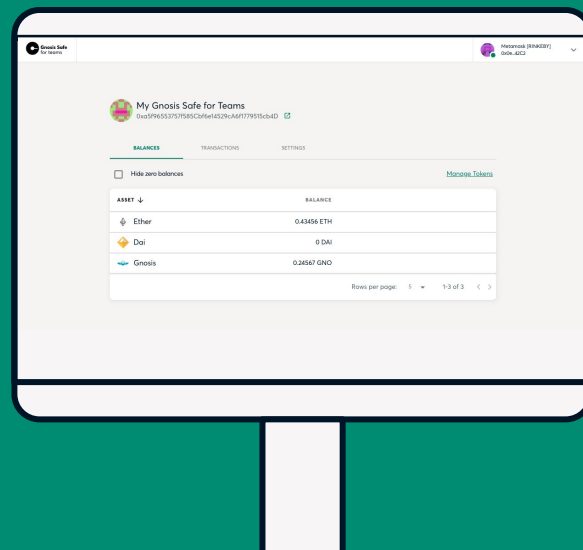 Gnosis Safe
for teams
Metamask [RINKEBY]
0x0e...42C2
My Gnosis Safe for Teams
0xa5f96553757f585Cbf6e14529cA6f1779515cb4D
BALANCES TRANSACTIONS SETTINGS
Hide zero balances Manage Tokens
ASSET BALANCE
Ether 0.43456 ETH
Dai 0 DAI
Gnosis 0.24567 GNO
Rows per page: 5 1-3 of 3